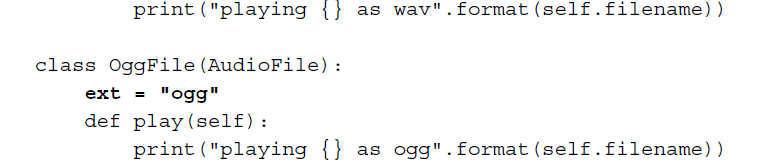 print("playing {} as wav".format(self.filename))
class OggFile(AudioFile):
    ext = "ogg"
    def play(self):
        print("playing {} as ogg".format(self.filename))